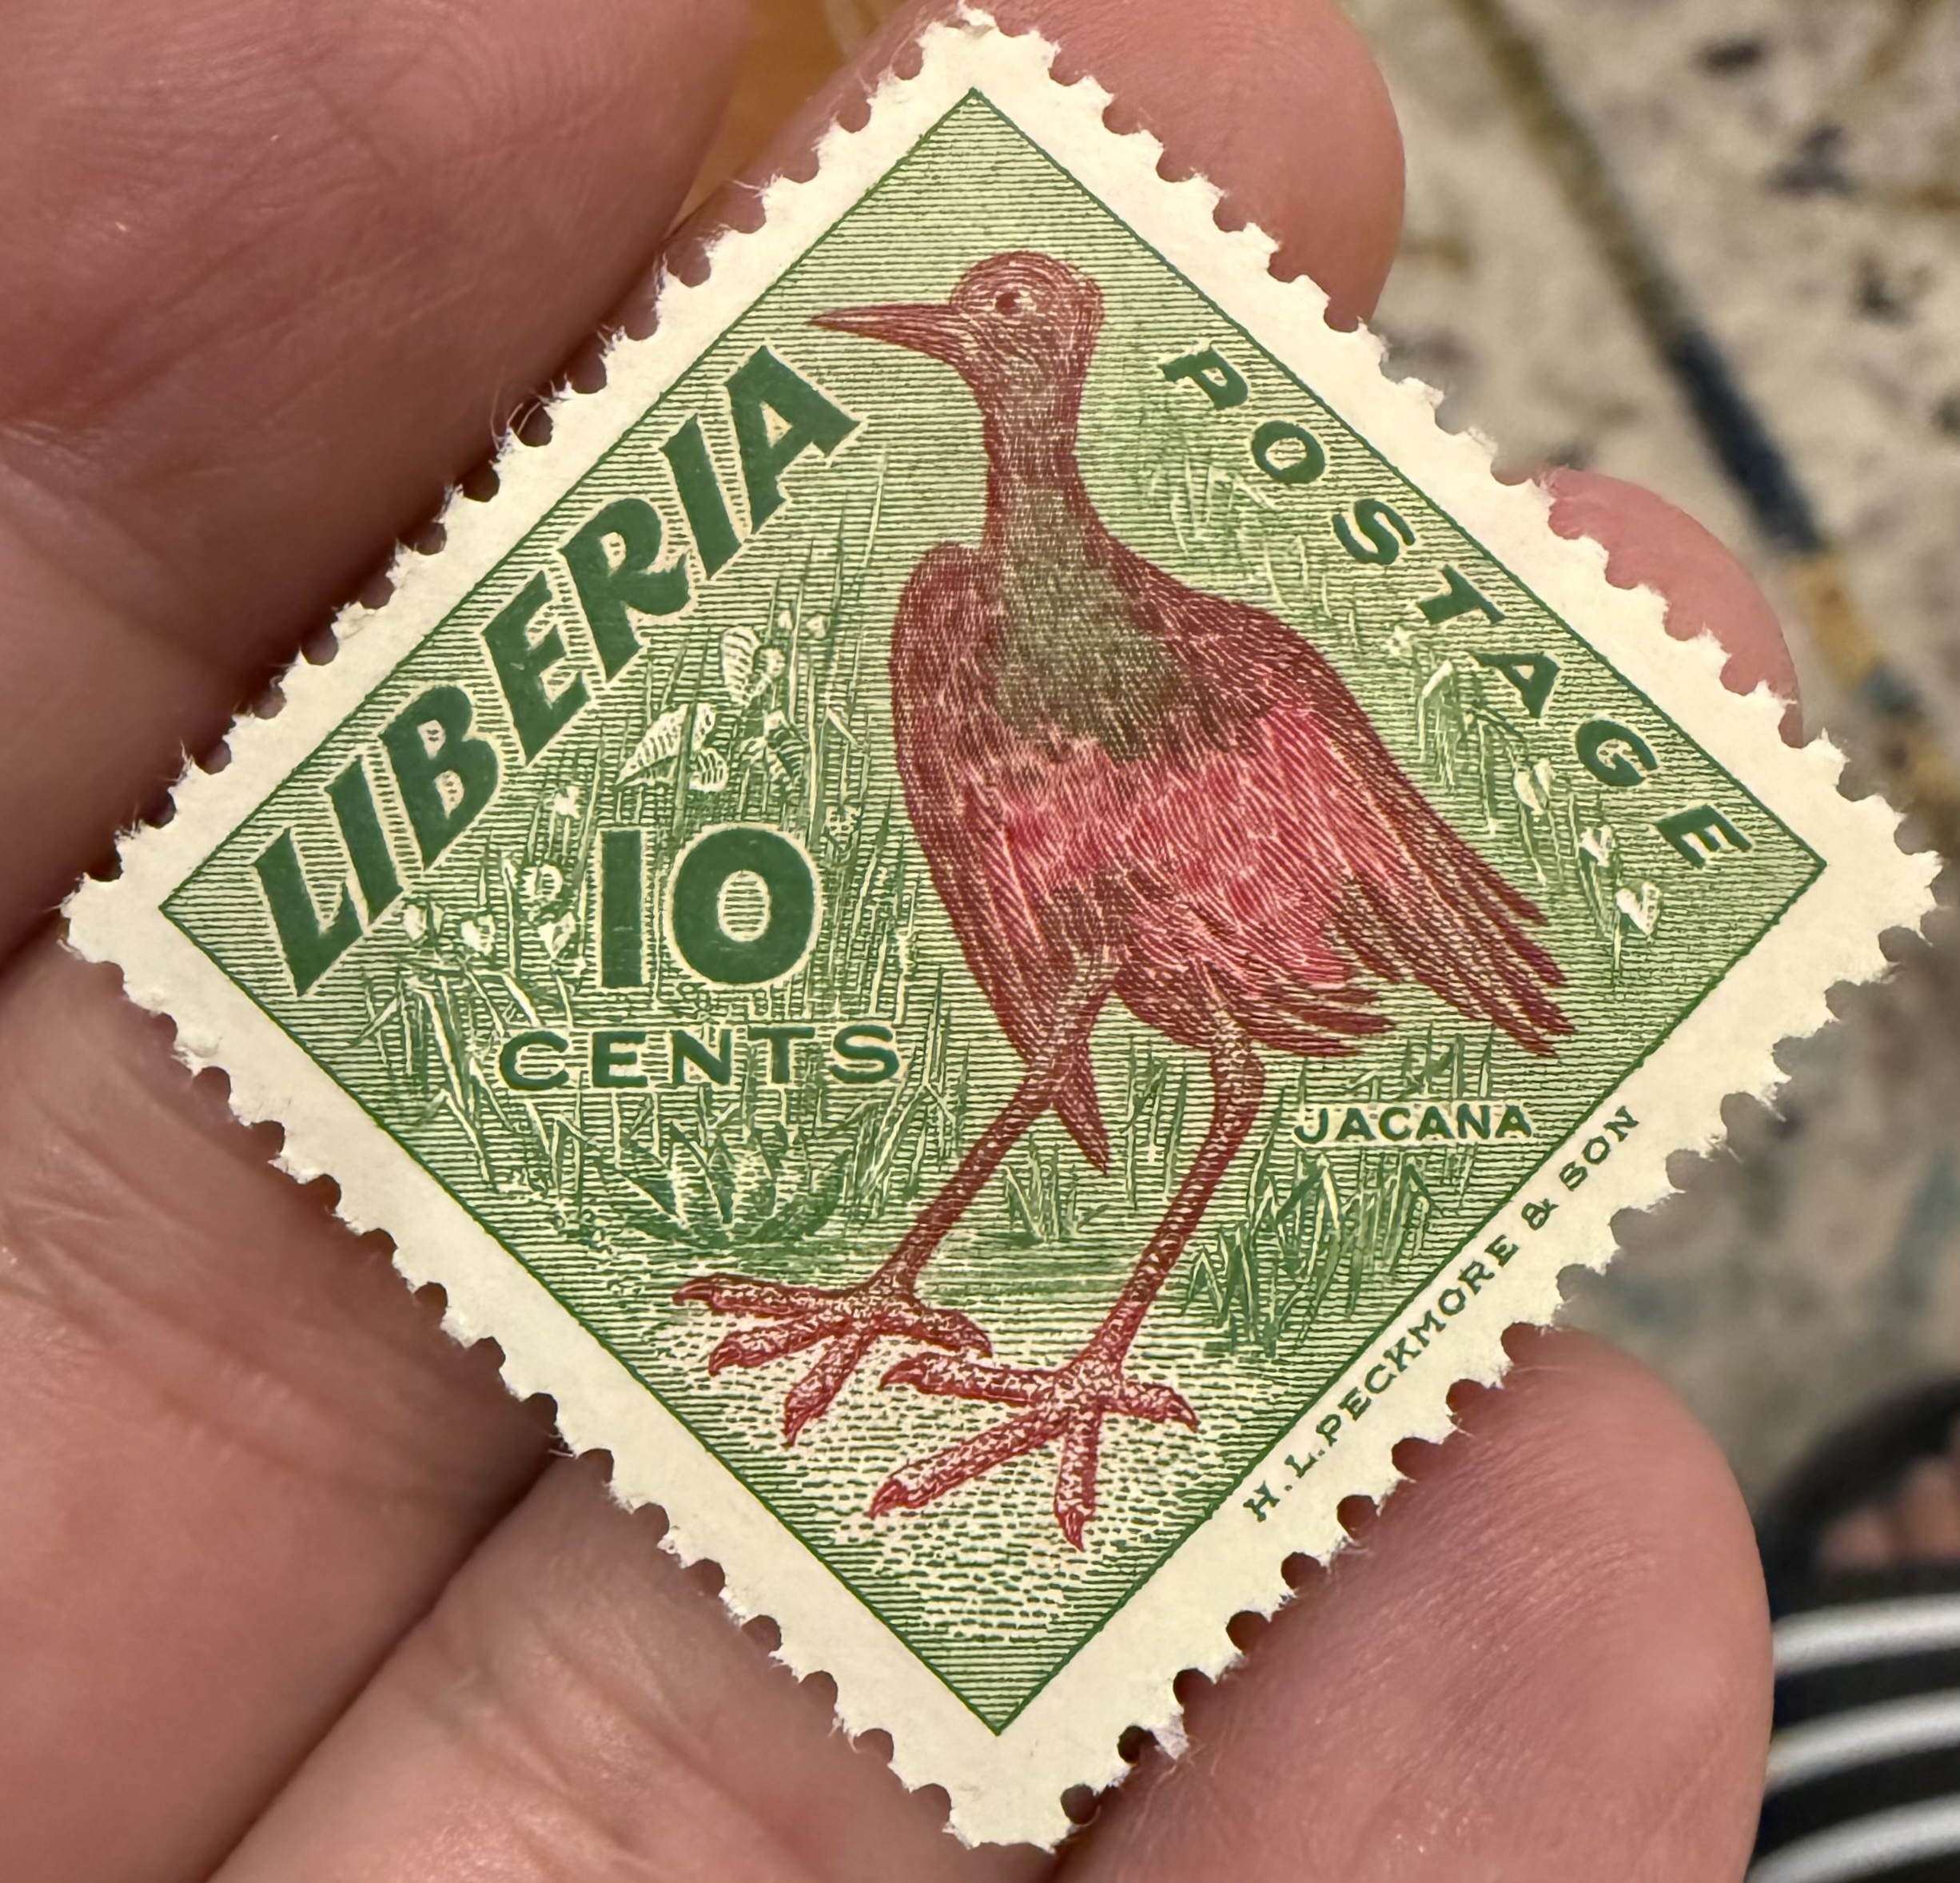 LIBERIA
POSTAGE
10
CENTS
JACANA
H. L. PECKMORE & SON